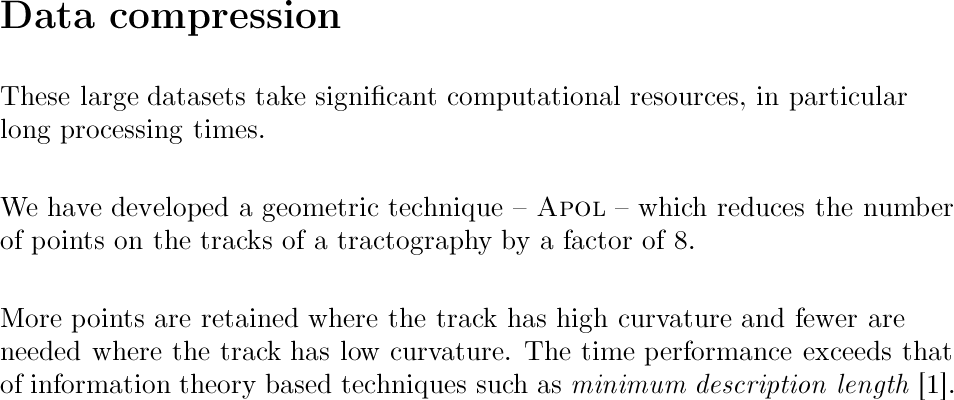 Data compression
These large datasets take significant computational resources, in particular
long processing times.
We have developed a geometric technique – Apol – which reduces the number
of points on the tracks of a tractography by a factor of 8.
More points are retained where the track has high curvature and fewer are
needed where the track has low curvature. The time performance exceeds that
of information theory based techniques such as minimum description length [1].